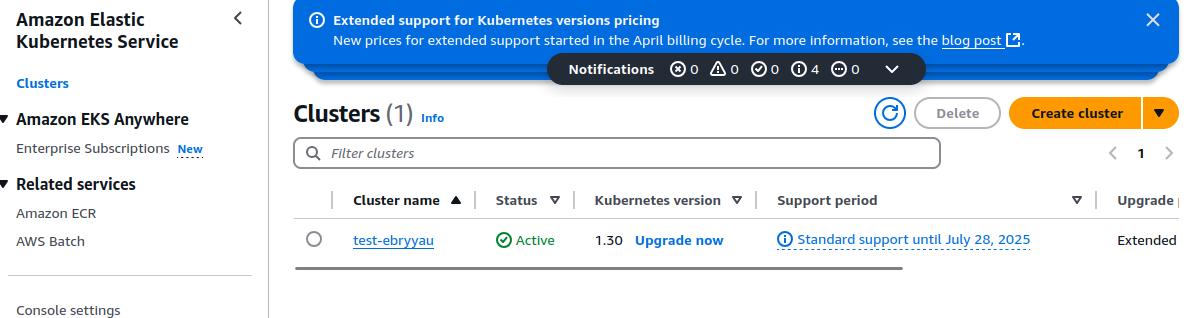 Amazon Elastic
Kubernetes Service
Clusters
Amazon EKS Anywhere
Enterprise Subscriptions New
Related services
Amazon ECR
AWS Batch
Console settings
Extended support for Kubernetes versions pricing
New prices for extended support started in the April billing cycle. For more information, see the blog post.
Notifications 0 0 0 4 0
Clusters (1) Info
Delete
Create cluster
Filter clusters
1
Cluster name Status Kubernetes version Support period Upgrade
test-ebryyau Active 1.30 Upgrade now Standard support until July 28, 2025 Extended